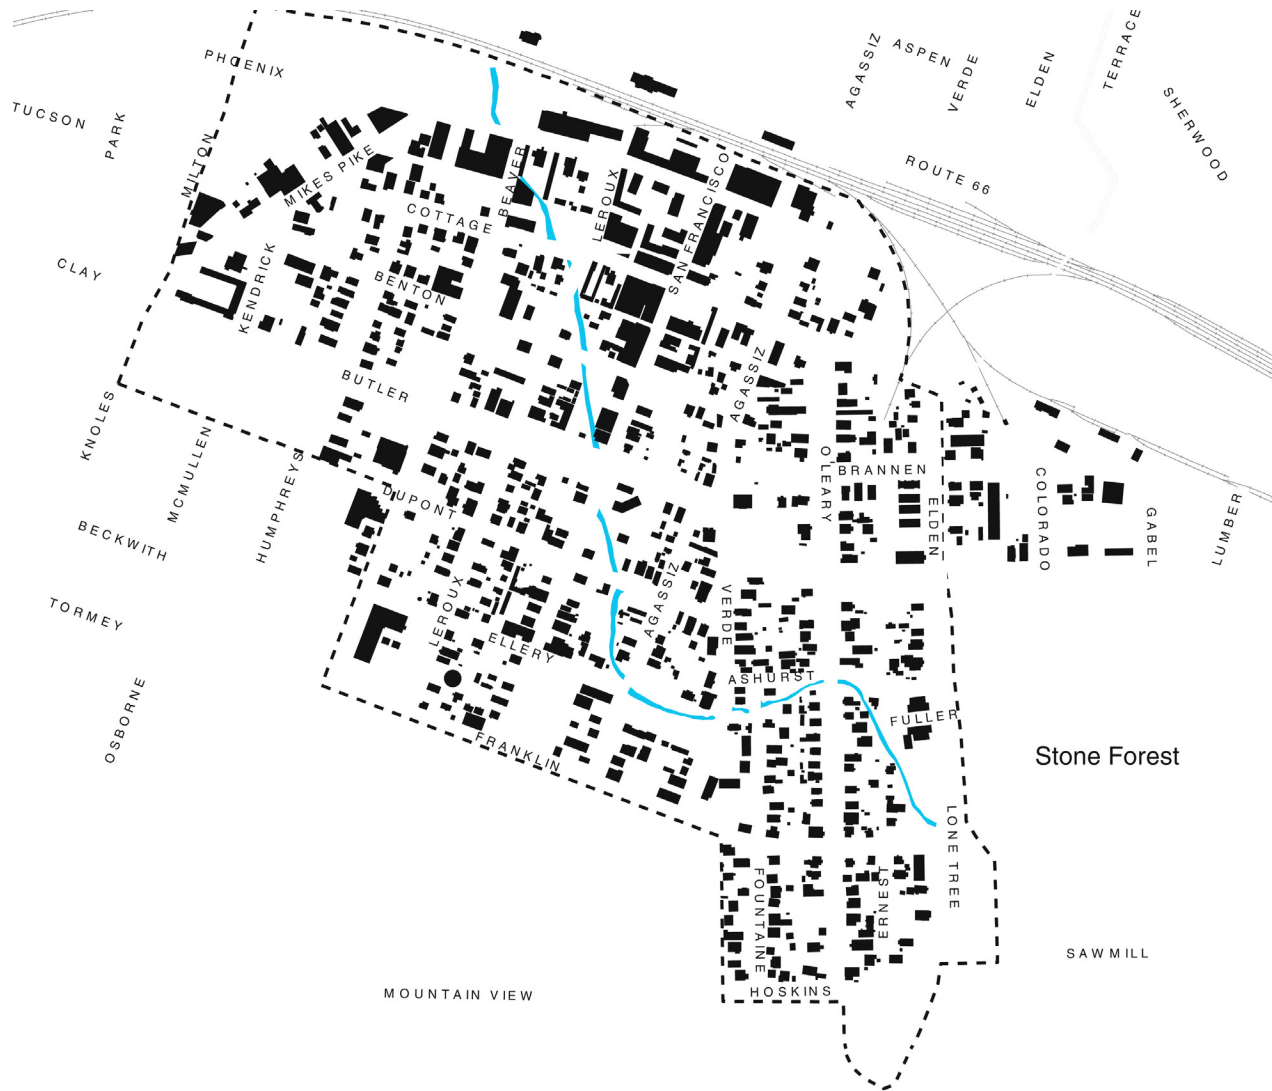 AGASSIZ
ASPEN
VERDE
ELDEN
TERRACE
SHERWOOD
PHOENIX
TUCSON
PARK
MILTON
MIKES PIKE
BEAVER
LEROUX
SAN FRANCISCO
ROUTE 66
COTTAGE
CLAY
KENDRICK
BENTON
BUTLER
AGASSIZ
KNOLES
MCMULLEN
HUMPHREYS
O'LEARY
BRANNEN
DUPONT
ELDEN
COLORADO
GABEL
LUMBER
BECKWITH
TORMEY
LEROUX
AGASSIZ
VERDE
ELLERY
ASHURST
OSBORNE
FULLER
FRANKLIN
Stone Forest
LONE TREE
FOUNTAINE
ERNEST
SAWMILL
MOUNTAIN VIEW
HOSKINS